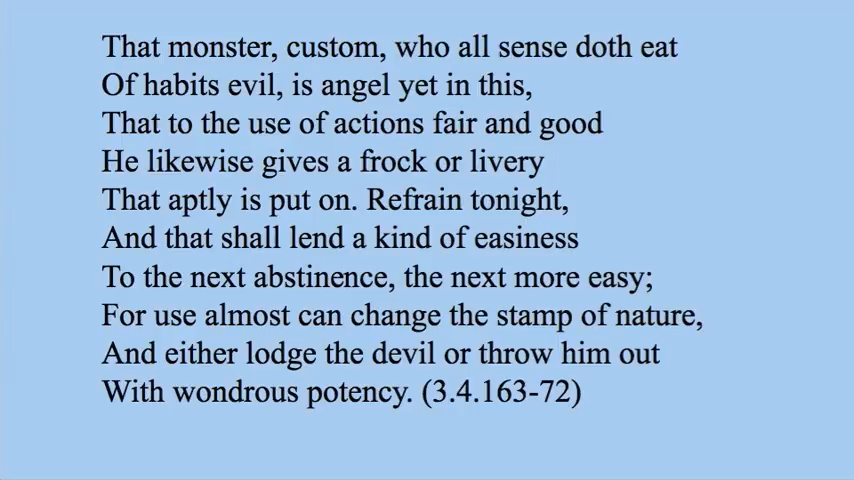 That monster, custom, who all sense doth eat
Of habits evil, is angel yet in this,
That to the use of actions fair and good
He likewise gives a frock or livery
That aptly is put on. Refrain tonight,
And that shall lend a kind of easiness
To the next abstinence, the next more easy;
For use almost can change the stamp of nature,
And either lodge the devil or throw him out
With wondrous potency. (3.4.163-72)